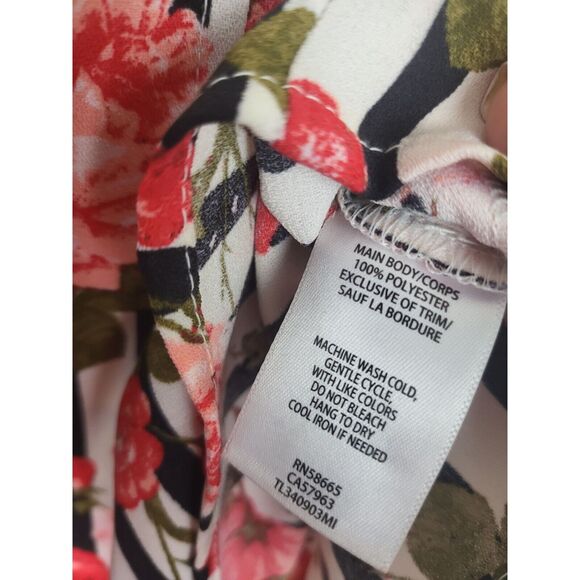 MAIN BODY/CORPS
100% POLYESTER
EXCLUSIVE OF TRIM/
SAUF LA BORDURE
MACHINE WASH COLD,
GENTLE CYCLE,
WITH LIKE COLORS
DO NOT BLEACH
HANG TO DRY
COOL IRON IF NEEDED
RN58665
CA57963
TL340903MI